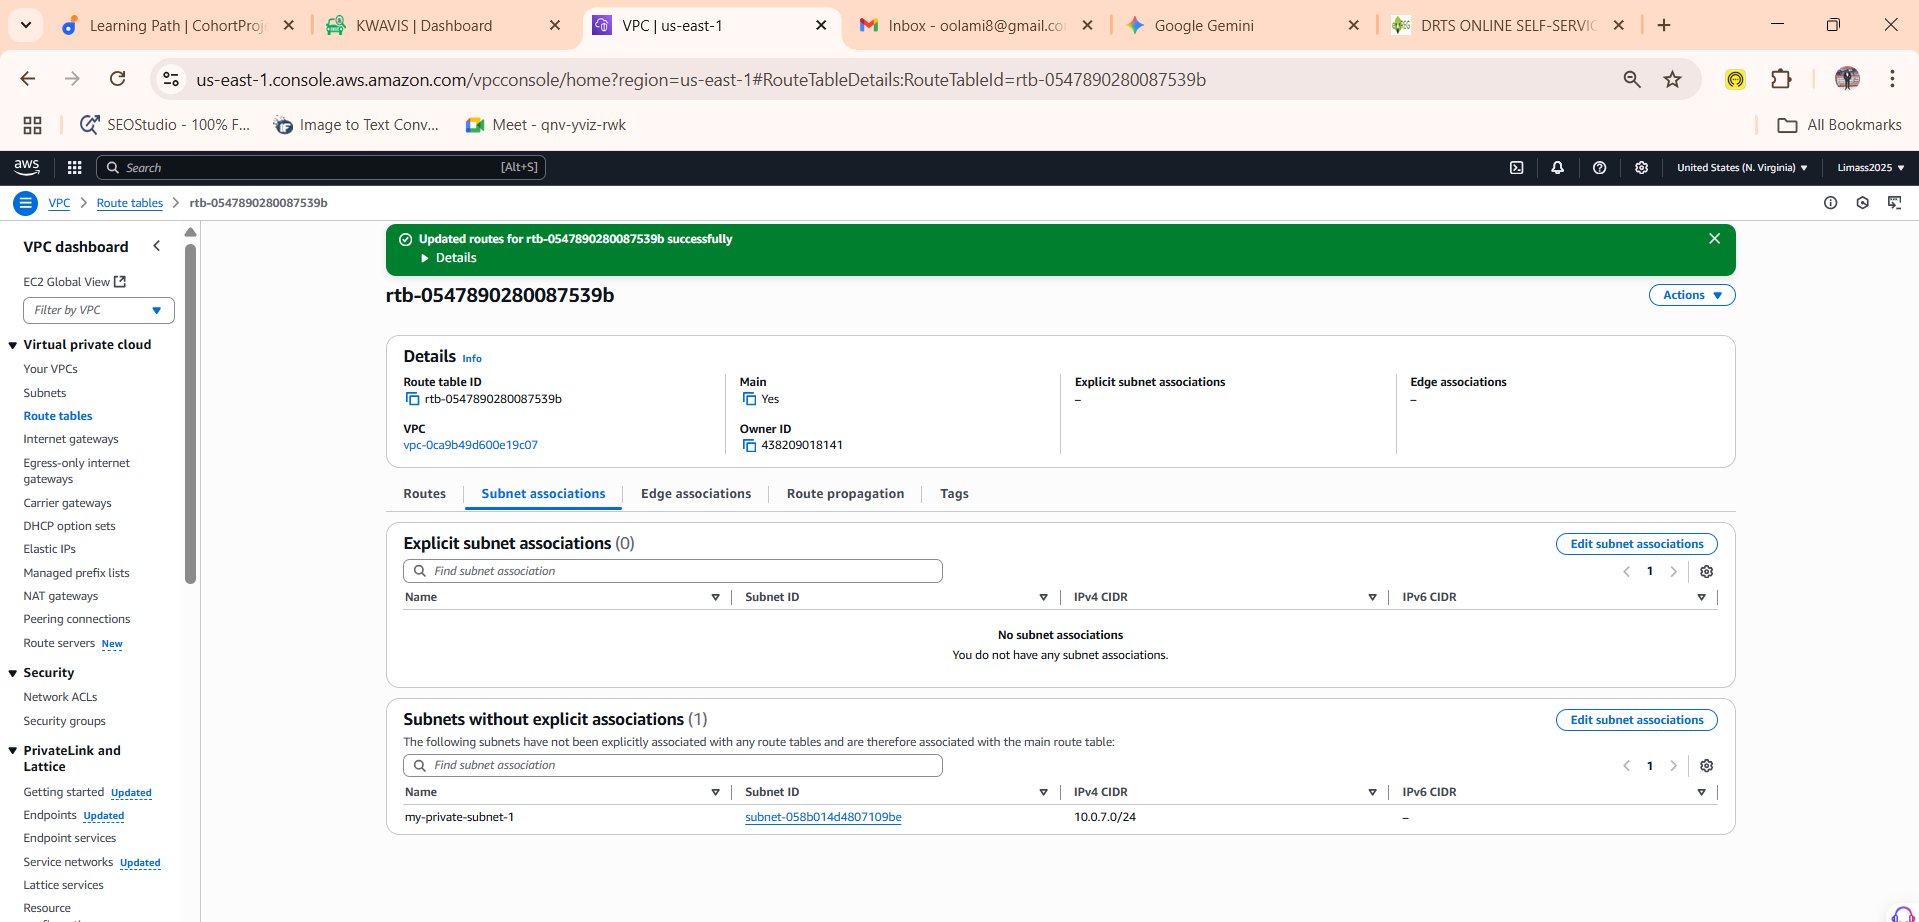 Learning Path | CohortProj
KWAVIS | Dashboard
VPC | us-east-1
Inbox - oolami8@gmail.co
Google Gemini
DRTS ONLINE SELF-SERVIC
us-east-1.console.aws.amazon.com/vpcconsole/home?region=us-east-1#RouteTableDetails:RouteTableId=rtb-0547890280087539b
SEOStudio - 100% F...
Image to Text Conv...
Meet - qnv-yviz-rwk
All Bookmarks
aws
Search
[Alt+S]
United States (N. Virginia)
Limass2025
VPC
Route tables
rtb-0547890280087539b
VPC dashboard
EC2 Global View
Filter by VPC
Virtual private cloud
Your VPCs
Subnets
Route tables
Internet gateways
Egress-only internet
gateways
Carrier gateways
DHCP option sets
Elastic IPs
Managed prefix lists
NAT gateways
Peering connections
Route servers New
Security
Network ACLs
Security groups
PrivateLink and
Lattice
Getting started Updated
Endpoints Updated
Endpoint services
Service networks Updated
Lattice services
Resource
Updated routes for rtb-0547890280087539b successfully
Details
rtb-0547890280087539b
Actions
Details Info
Route table ID
rtb-0547890280087539b
VPC
vpc-0ca9b49d600e19c07
Main
Yes
Owner ID
438209018141
Explicit subnet associations
–
Edge associations
–
Routes
Subnet associations
Edge associations
Route propagation
Tags
Explicit subnet associations (0)
Edit subnet associations
Find subnet association
1
Name
Subnet ID
IPv4 CIDR
IPv6 CIDR
No subnet associations
You do not have any subnet associations.
Subnets without explicit associations (1)
Edit subnet associations
The following subnets have not been explicitly associated with any route tables and are therefore associated with the main route table:
Find subnet association
1
Name
Subnet ID
IPv4 CIDR
IPv6 CIDR
my-private-subnet-1
subnet-058b014d4807109be
10.0.7.0/24
–